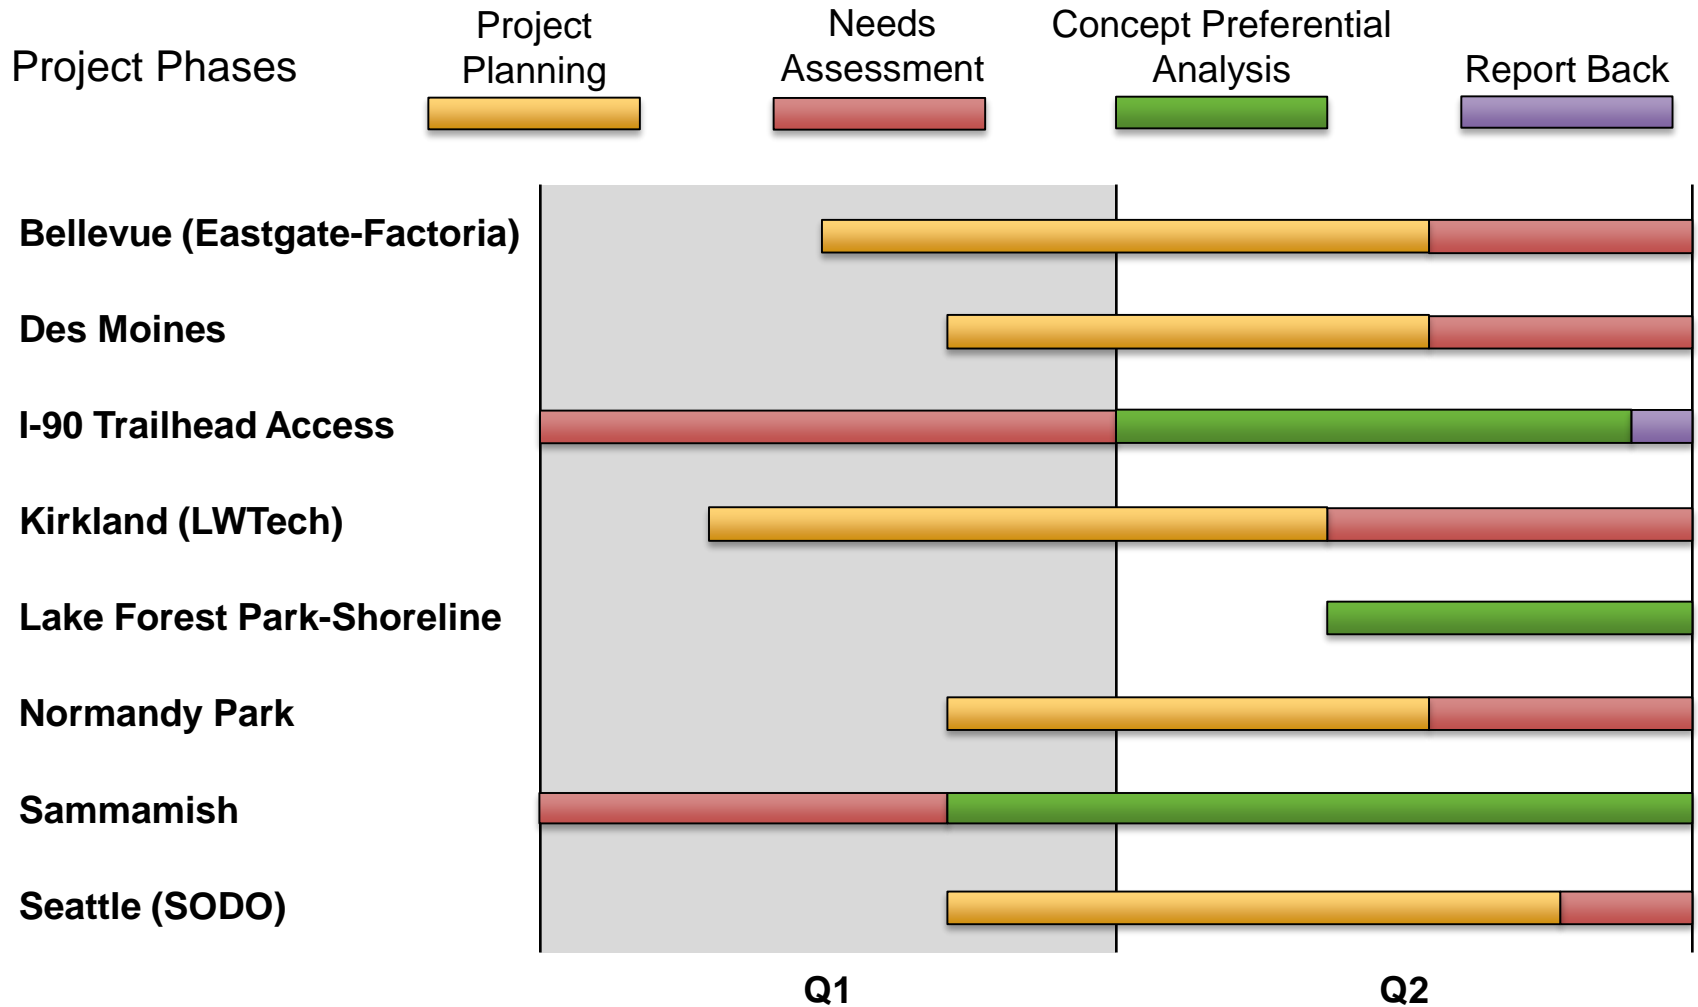 Project Phases
Project
Planning
Needs
Assessment
Concept Preferential
Analysis
Report Back
Bellevue (Eastgate-Factoria)
Des Moines
I-90 Trailhead Access
Kirkland (LWTech)
Lake Forest Park-Shoreline
Normandy Park
Sammamish
Seattle (SODO)
Q1
Q2